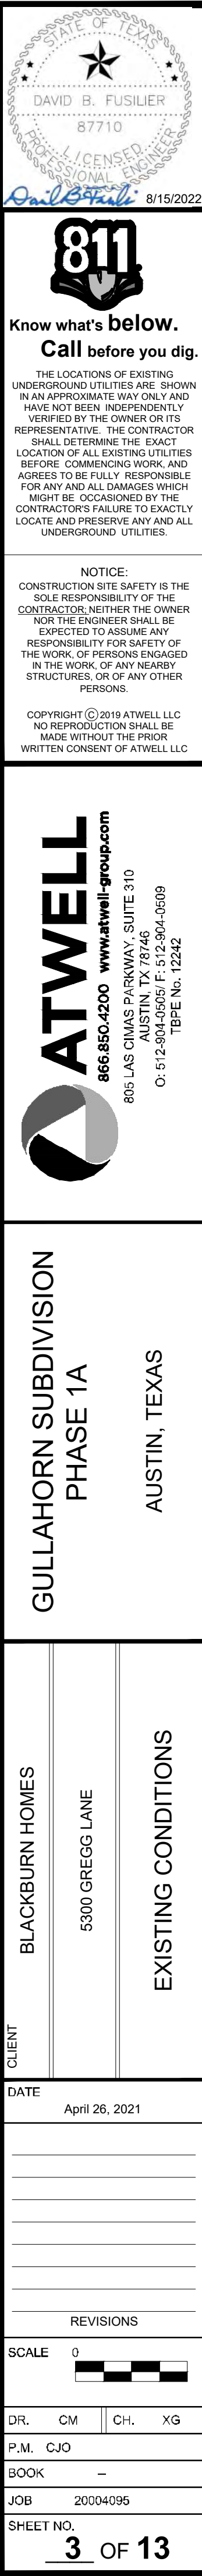 STATE OF TEXAS
DAVID B. FUSILIER
87710
LICENSED
PROFESSIONAL ENGINEER
David B Fusilier
8/15/2022
811
Know what's below.
Call before you dig.
THE LOCATIONS OF EXISTING
UNDERGROUND UTILITIES ARE SHOWN
IN AN APPROXIMATE WAY ONLY AND
HAVE NOT BEEN INDEPENDENTLY
VERIFIED BY THE OWNER OR ITS
REPRESENTATIVE. THE CONTRACTOR
SHALL DETERMINE THE EXACT
LOCATION OF ALL EXISTING UTILITIES
BEFORE COMMENCING WORK, AND
AGREES TO BE FULLY RESPONSIBLE
FOR ANY AND ALL DAMAGES WHICH
MIGHT BE OCCASIONED BY THE
CONTRACTOR'S FAILURE TO EXACTLY
LOCATE AND PRESERVE ANY AND ALL
UNDERGROUND UTILITIES.
NOTICE:
CONSTRUCTION SITE SAFETY IS THE
SOLE RESPONSIBILITY OF THE
CONTRACTOR; NEITHER THE OWNER
NOR THE ENGINEER SHALL BE
EXPECTED TO ASSUME ANY
RESPONSIBILITY FOR SAFETY OF
THE WORK, OF PERSONS ENGAGED
IN THE WORK, OF ANY NEARBY
STRUCTURES, OR OF ANY OTHER
PERSONS.
COPYRIGHT © 2019 ATWELL LLC
NO REPRODUCTION SHALL BE
MADE WITHOUT THE PRIOR
WRITTEN CONSENT OF ATWELL LLC
ATWELL
866.850.4200 www.atwell-group.com
805 LAS CIMAS PARKWAY, SUITE 310
AUSTIN, TX 78746
O: 512-904-0505/ F: 512-904-0509
TBPE No. 12242
GULLAHORN SUBDIVISION
PHASE 1A
AUSTIN, TEXAS
CLIENT
BLACKBURN HOMES
5300 GREGG LANE
EXISTING CONDITIONS
DATE
April 26, 2021
REVISIONS
SCALE 0
DR. CM CH. XG
P.M. CJO
BOOK –
JOB 20004095
SHEET NO.
3 OF 13